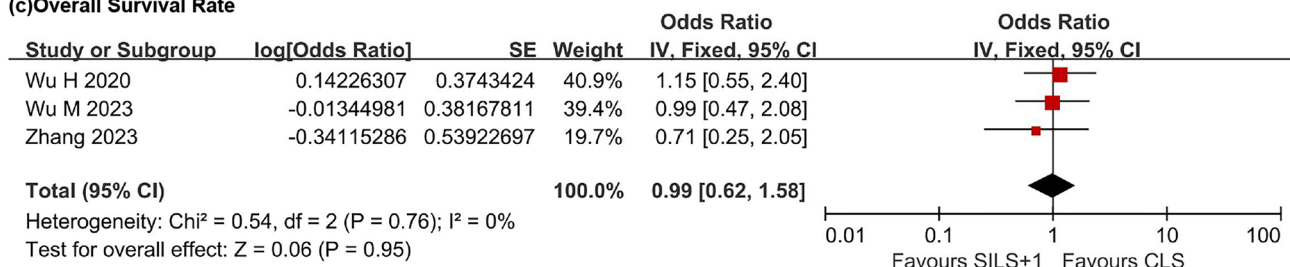 (c)Overall Survival Rate
Odds Ratio Odds Ratio
Study or Subgroup log[Odds Ratio] SE Weight IV, Fixed, 95% CI IV, Fixed, 95% CI
Wu H 2020 0.14226307 0.3743424 40.9% 1.15 [0.55, 2.40]
Wu M 2023 -0.01344981 0.38167811 39.4% 0.99 [0.47, 2.08]
Zhang 2023 -0.34115286 0.53922697 19.7% 0.71 [0.25, 2.05]
Total (95% CI) 100.0% 0.99 [0.62, 1.58]
Heterogeneity: Chi² = 0.54, df = 2 (P = 0.76); I² = 0%
Test for overall effect: Z = 0.06 (P = 0.95)
0.01 0.1 1 10 100
Favours SILS+1 Favours CLS